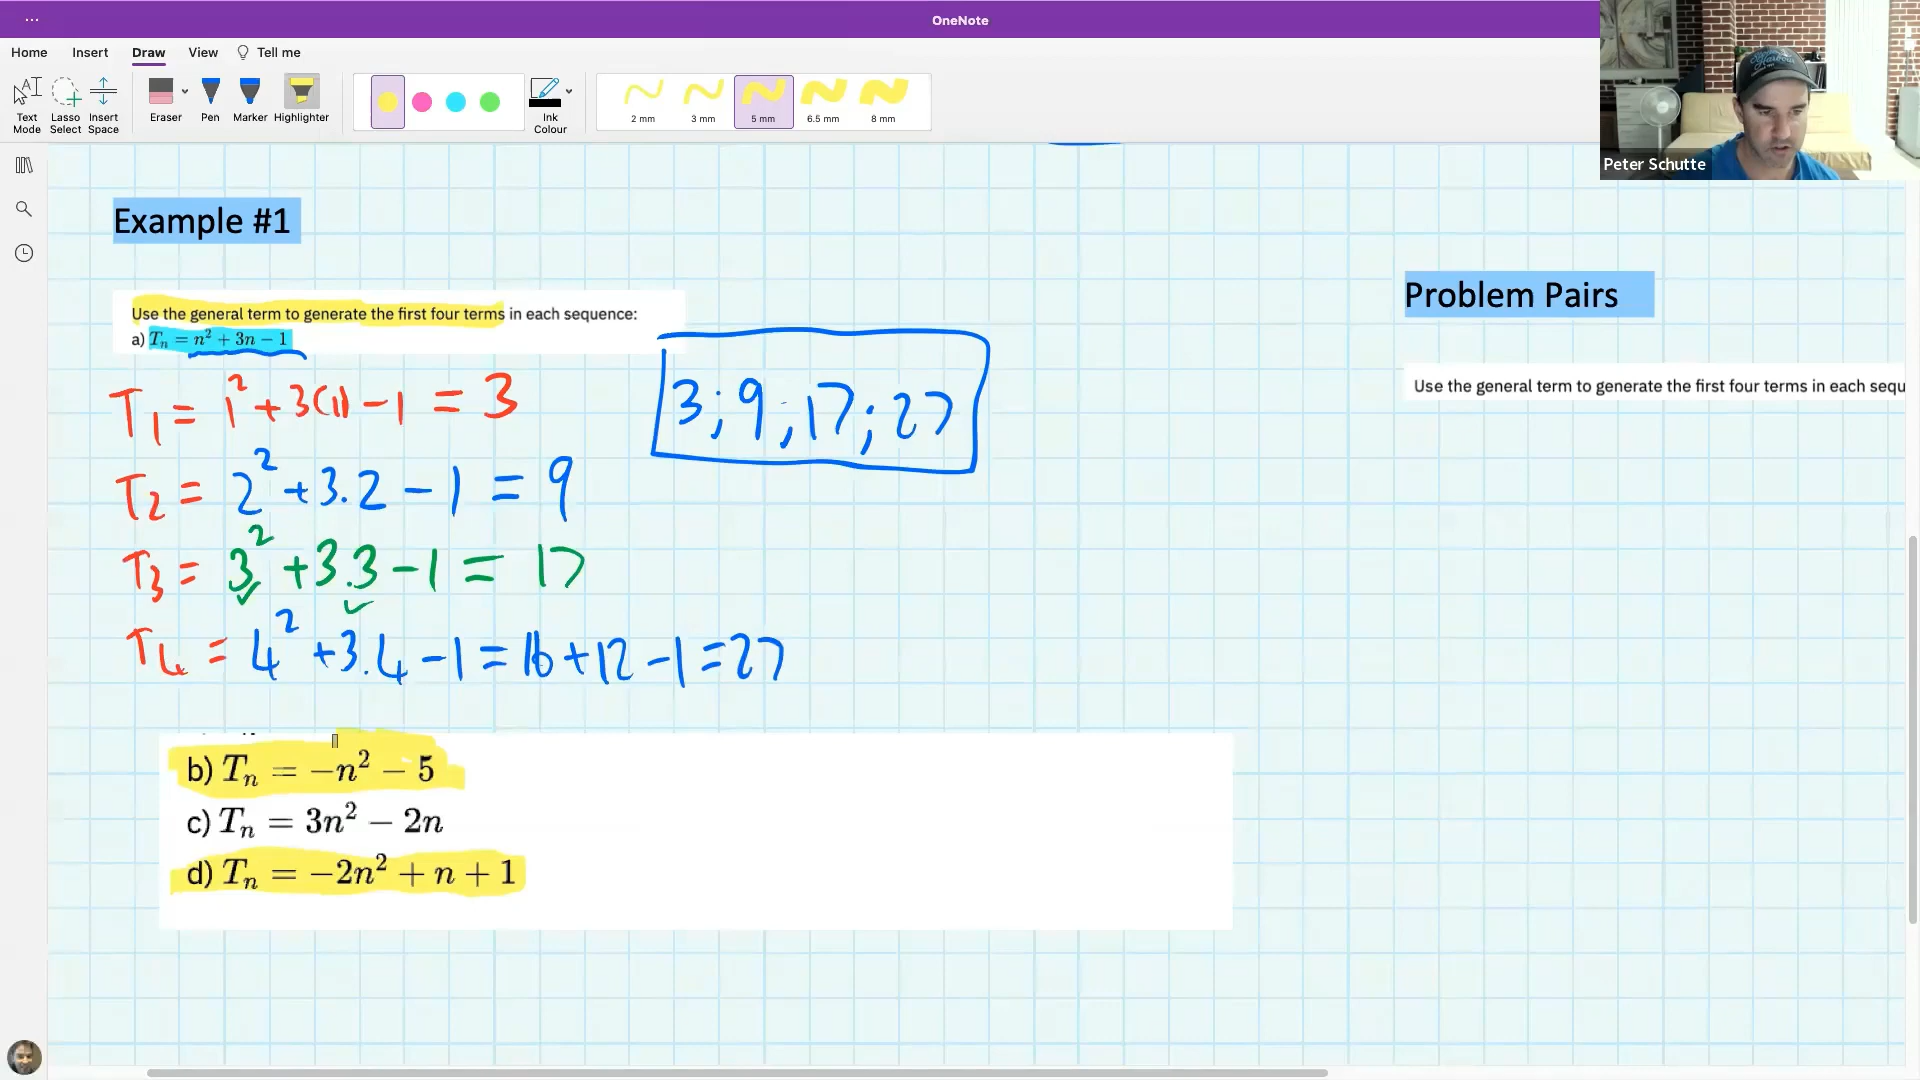 OneNote
Home Insert Draw View Tell me
Text Mode Lasso Select Insert Space Eraser Pen Marker Highlighter Ink Colour 2 mm 3 mm 5 mm 6.5 mm 8 mm
Peter Schutte
Example #1
Problem Pairs
Use the general term to generate the first four terms in each sequence:
a) Tₙ = n² + 3n − 1
Use the general term to generate the first four terms in each sequ
T₁ = 1² + 3(1) − 1 = 3
3; 9; 17; 27
T₂ = 2² + 3.2 − 1 = 9
T₃ = 3² + 3.3 − 1 = 17
T₄ = 4² + 3.4 − 1 = 16 + 12 − 1 = 27
b) Tₙ = −n² − 5
c) Tₙ = 3n² − 2n
d) Tₙ = −2n² + n + 1